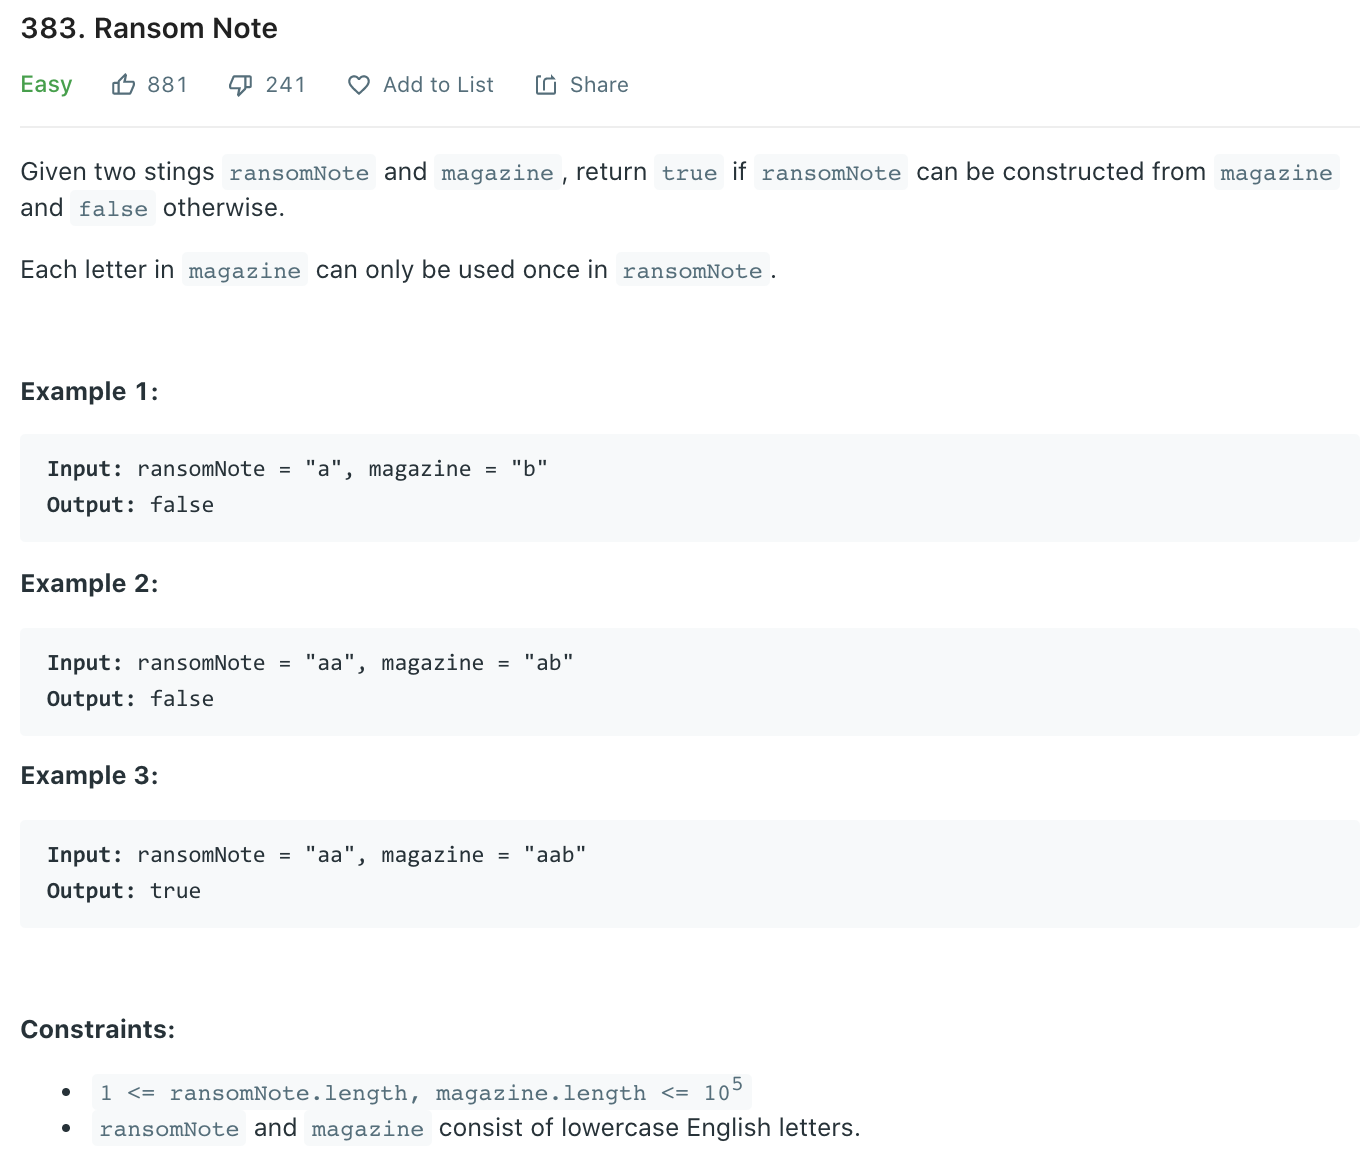 383. Ransom Note
Easy 881 241 Add to List Share
Given two stings ransomNote and magazine, return true if ransomNote can be constructed from magazine
and false otherwise.
Each letter in magazine can only be used once in ransomNote.
Example 1:
Input: ransomNote = "a", magazine = "b"
Output: false
Example 2:
Input: ransomNote = "aa", magazine = "ab"
Output: false
Example 3:
Input: ransomNote = "aa", magazine = "aab"
Output: true
Constraints:
• 1 <= ransomNote.length, magazine.length <= 10⁵
• ransomNote and magazine consist of lowercase English letters.